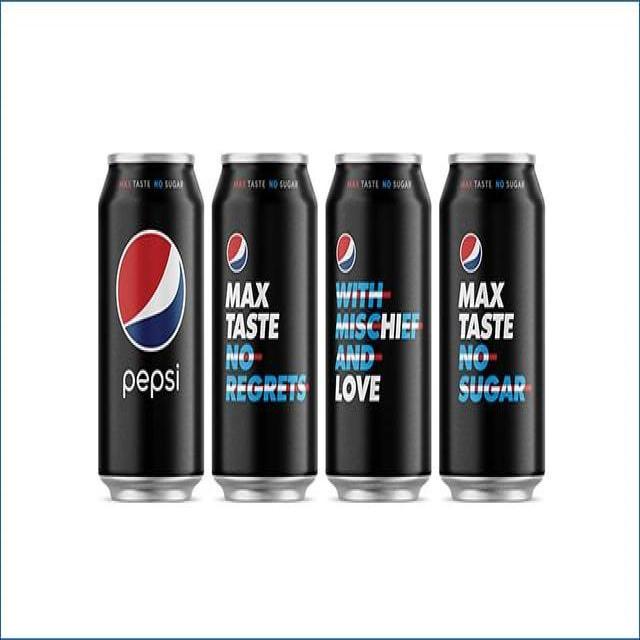 MAX TASTE NO SUGAR
pepsi
MAX TASTE NO SUGAR
MAX
TASTE
NO
REGRETS
MAX TASTE NO SUGAR
WITH
MISCHIEF
AND
LOVE
MAX TASTE NO SUGAR
MAX
TASTE
NO
SUGAR